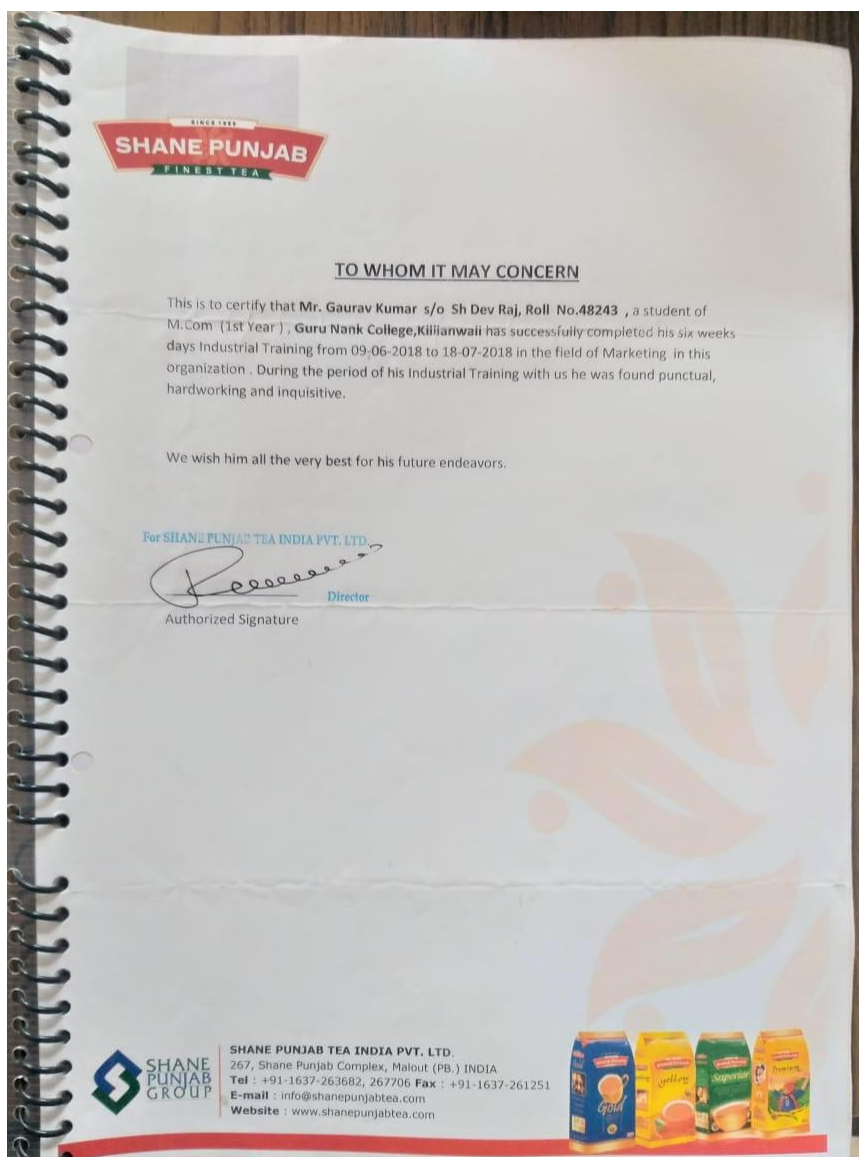 SHANE PUNJAB
FINEST TEA
TO WHOM IT MAY CONCERN
This is to certify that Mr. Gaurav Kumar s/o Sh Dev Raj, Roll No.48243 , a student of
M.Com (1st Year ) , Guru Nank College,Killianwali has successfully completed his six weeks
days Industrial Training from 09-06-2018 to 18-07-2018 in the field of Marketing in this
organization . During the period of his Industrial Training with us he was found punctual,
hardworking and inquisitive.
We wish him all the very best for his future endeavors.
For SHANE PUNJAB TEA INDIA PVT. LTD.
Director
Authorized Signature
SHANE
PUNJAB
GROUP
SHANE PUNJAB TEA INDIA PVT. LTD.
267, Shane Punjab Complex, Malout (PB.) INDIA
Tel : +91-1637-263682, 267706 Fax : +91-1637-261251
E-mail : info@shanepunjabtea.com
Website : www.shanepunjabtea.com
Gold
yellow
Superior
Premium